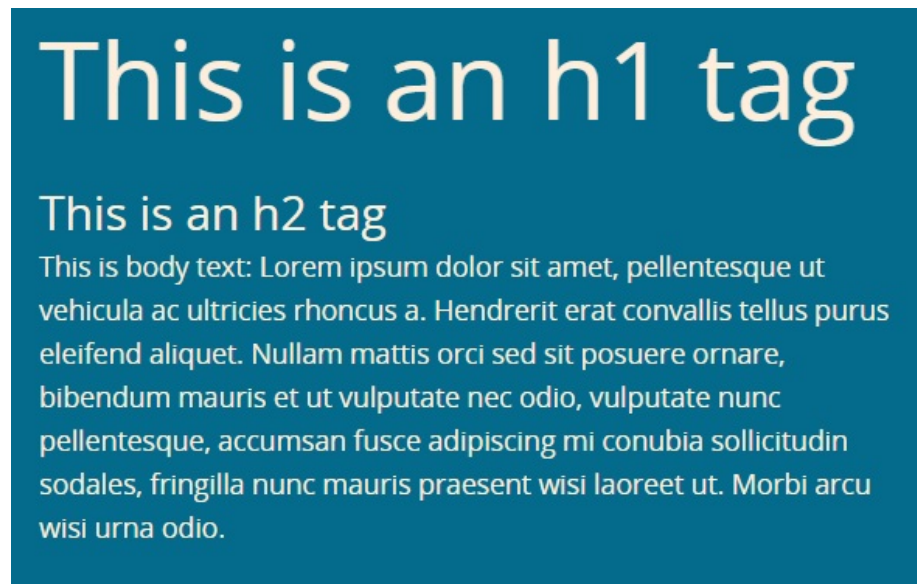 This is an h1 tag
This is an h2 tag
This is body text: Lorem ipsum dolor sit amet, pellentesque ut
vehicula ac ultricies rhoncus a. Hendrerit erat convallis tellus purus
eleifend aliquet. Nullam mattis orci sed sit posuere ornare,
bibendum mauris et ut vulputate nec odio, vulputate nunc
pellentesque, accumsan fusce adipiscing mi conubia sollicitudin
sodales, fringilla nunc mauris praesent wisi laoreet ut. Morbi arcu
wisi urna odio.